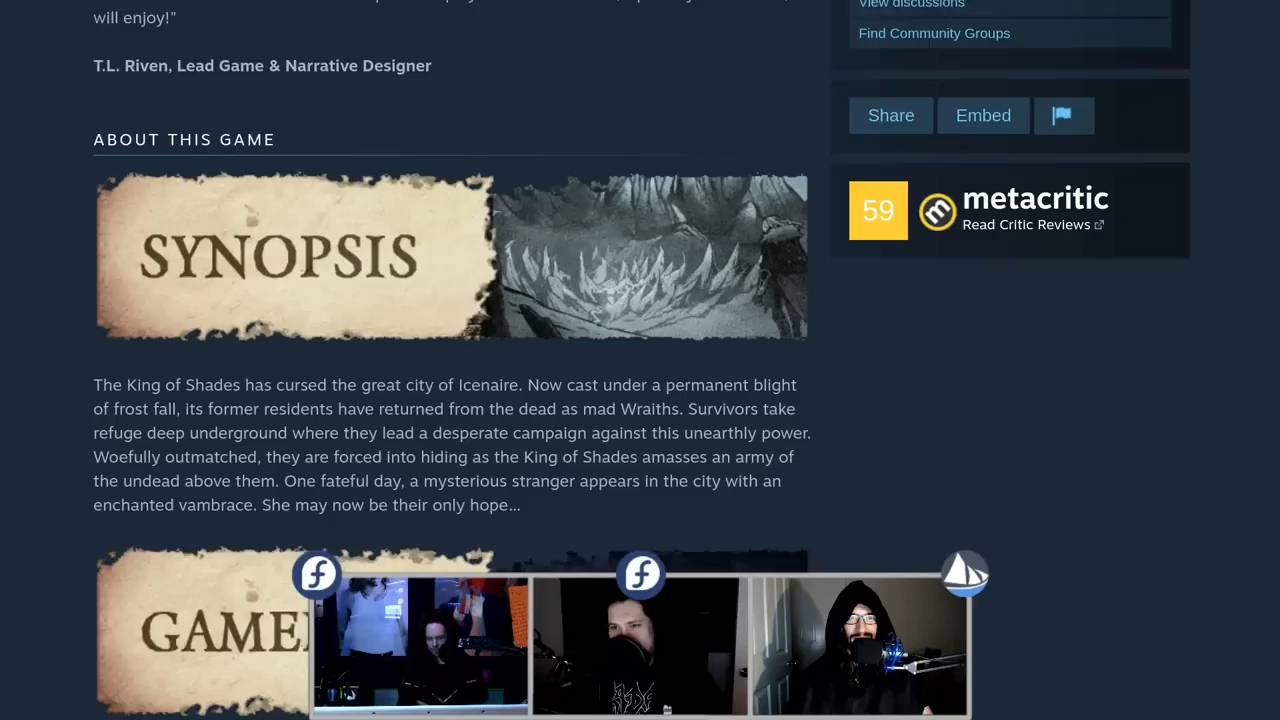 will enjoy!"
T.L. Riven, Lead Game & Narrative Designer
ABOUT THIS GAME
SYNOPSIS
The King of Shades has cursed the great city of Icenaire. Now cast under a permanent blight
of frost fall, its former residents have returned from the dead as mad Wraiths. Survivors take
refuge deep underground where they lead a desperate campaign against this unearthly power.
Woefully outmatched, they are forced into hiding as the King of Shades amasses an army of
the undead above them. One fateful day, a mysterious stranger appears in the city with an
enchanted vambrace. She may now be their only hope...
View discussions
Find Community Groups
Share
Embed
59
metacritic
Read Critic Reviews